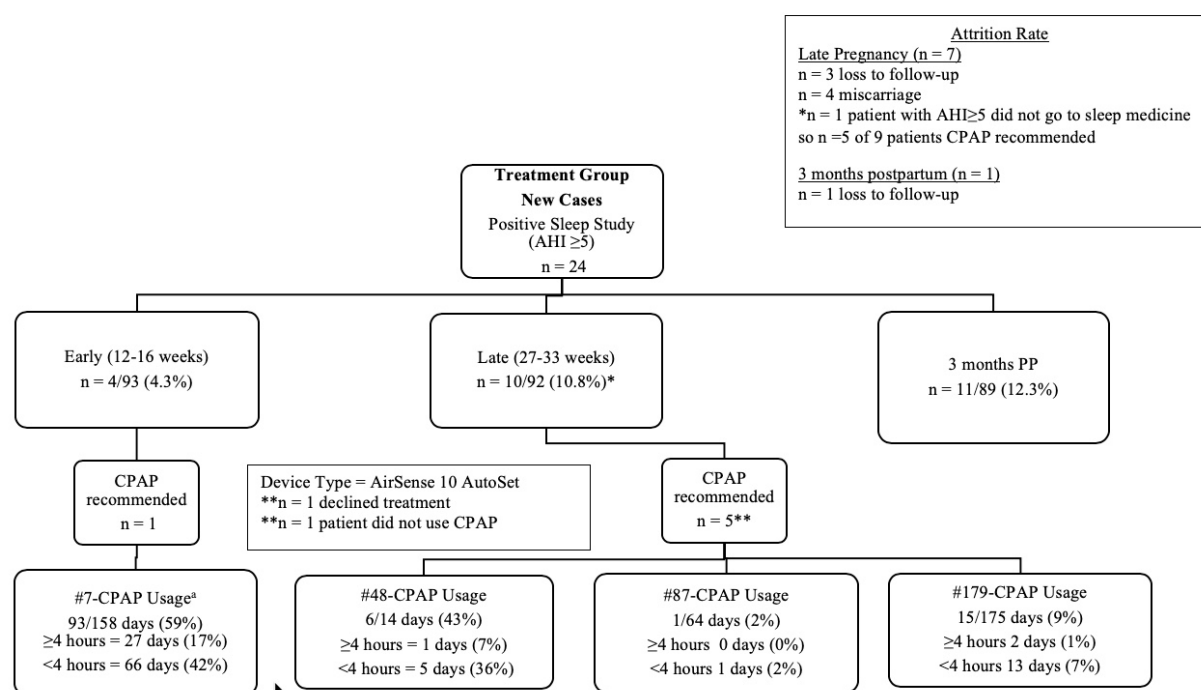 Attrition Rate
Late Pregnancy (n = 7)
n = 3 loss to follow-up
n = 4 miscarriage
*n = 1 patient with AHI≥5 did not go to sleep medicine
so n =5 of 9 patients CPAP recommended
3 months postpartum (n = 1)
n = 1 loss to follow-up
Treatment Group
New Cases
Positive Sleep Study
(AHI ≥5)
n = 24
Early (12-16 weeks)
n = 4/93 (4.3%)
Late (27-33 weeks)
n = 10/92 (10.8%)*
3 months PP
n = 11/89 (12.3%)
CPAP
recommended
n = 1
Device Type = AirSense 10 AutoSet
**n = 1 declined treatment
**n = 1 patient did not use CPAP
CPAP
recommended
n = 5**
#7-CPAP Usageᵃ
93/158 days (59%)
≥4 hours = 27 days (17%)
<4 hours = 66 days (42%)
#48-CPAP Usage
6/14 days (43%)
≥4 hours = 1 days (7%)
<4 hours = 5 days (36%)
#87-CPAP Usage
1/64 days (2%)
≥4 hours 0 days (0%)
<4 hours 1 days (2%)
#179-CPAP Usage
15/175 days (9%)
≥4 hours 2 days (1%)
<4 hours 13 days (7%)